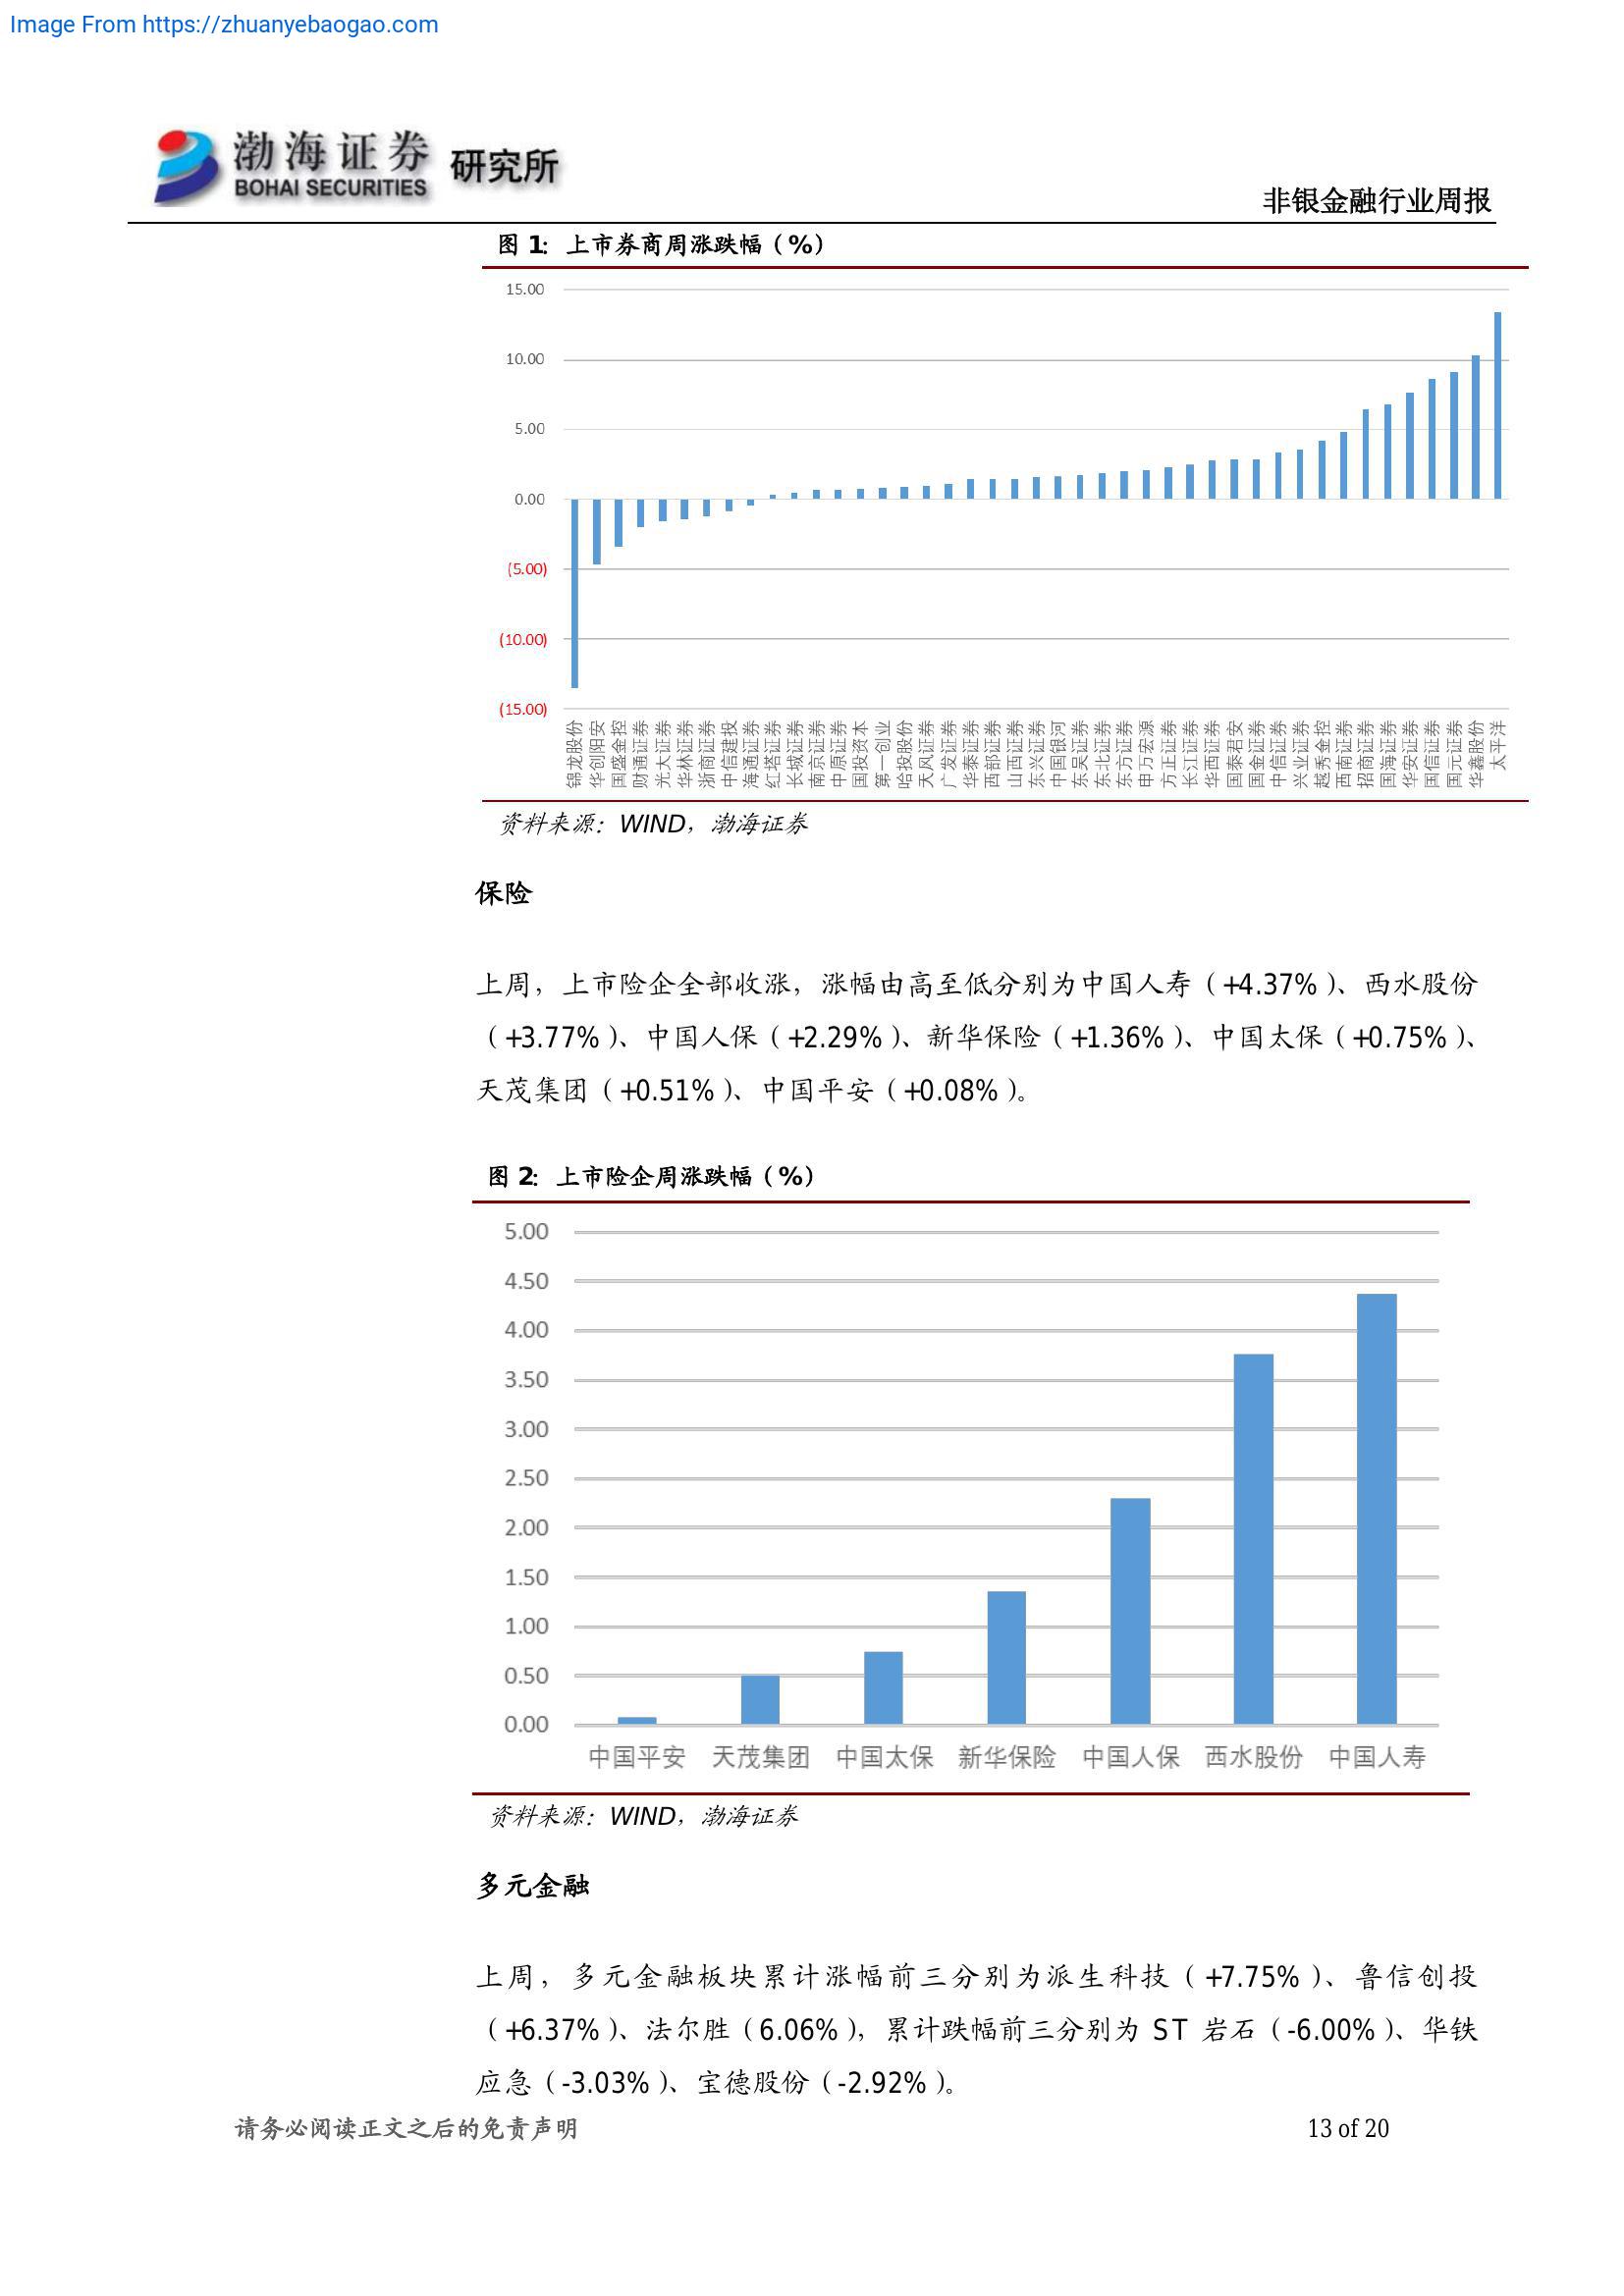 Image From https://zhuanyebaogao.com
渤海证券 研究所
BOHAI SECURITIES
非银金融行业周报
图 1：上市券商周涨跌幅（%）
15.00
10.00
5.00
0.00
(5.00)
(10.00)
(15.00)
锦龙股份 华创阳安 国盛金控 财通证券 光大证券 华林证券 浙商证券 中信建投 海通证券 红塔证券 长城证券 南京证券 中原证券 国投资本 第一创业 哈投股份 天风证券 广发证券 华泰证券 西部证券 山西证券 东兴证券 中国银河 东吴证券 东北证券 东方证券 申万宏源 方正证券 长江证券 华西证券 国泰君安 国金证券 中信证券 兴业证券 越秀金控 西南证券 招商证券 国海证券 华安证券 国信证券 国元证券 华鑫股份 太平洋
资料来源：WIND，渤海证券
保险
上周，上市险企全部收涨，涨幅由高至低分别为中国人寿（+4.37%）、西水股份
（+3.77%）、中国人保（+2.29%）、新华保险（+1.36%）、中国太保（+0.75%）、
天茂集团（+0.51%）、中国平安（+0.08%）。
图 2：上市险企周涨跌幅（%）
5.00
4.50
4.00
3.50
3.00
2.50
2.00
1.50
1.00
0.50
0.00
中国平安 天茂集团 中国太保 新华保险 中国人保 西水股份 中国人寿
资料来源：WIND，渤海证券
多元金融
上周，多元金融板块累计涨幅前三分别为派生科技（+7.75%）、鲁信创投
（+6.37%）、法尔胜（6.06%），累计跌幅前三分别为 ST 岩石（-6.00%）、华铁
应急（-3.03%）、宝德股份（-2.92%）。
请务必阅读正文之后的免责声明
13 of 20